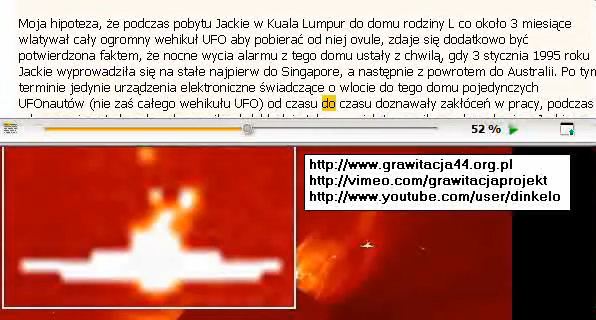 Moja hipoteza, że podczas pobytu Jackie w Kuala Lumpur do domu rodziny L co około 3 miesiące
wlatywał cały ogromny wehikuł UFO aby pobierać od niej ovule, zdaje się dodatkowo być
potwierdzona faktem, że nocne wycia alarmu z tego domu ustały z chwilą, gdy 3 stycznia 1995 roku
Jackie wyprowadziła się na stałe najpierw do Singapore, a następnie z powrotem do Australii. Po tym
terminie jedynie urządzenia elektroniczne świadczące o wlocie do tego domu pojedynczych
UFOnautów (nie zaś całego wehikułu UFO) od czasu do czasu doznawały zakłóceń w pracy, podczas
52 %
http://www.grawitacja44.org.pl
http://vimeo.com/grawitacjaprojekt
http://www.youtube.com/user/dinkelo